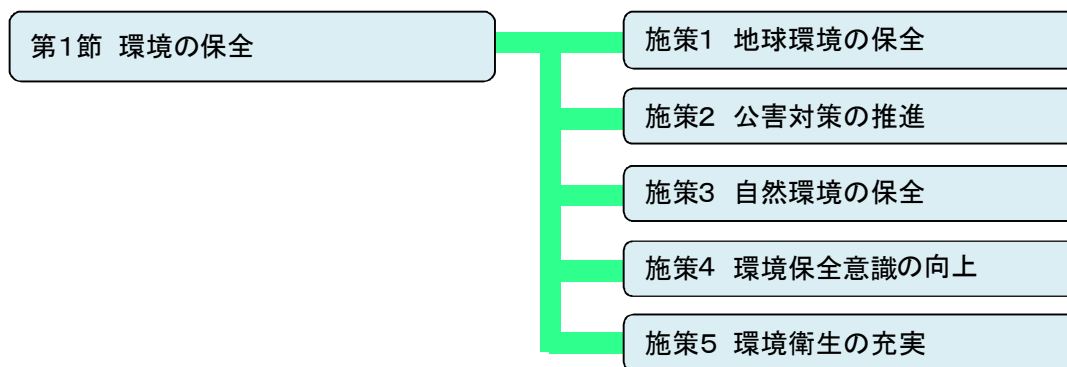 第1節 環境の保全
施策1 地球環境の保全
施策2 公害対策の推進
施策3 自然環境の保全
施策4 環境保全意識の向上
施策5 環境衛生の充実